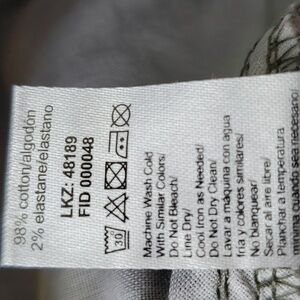 98% cotton/algodón
2% elastane/elastano
LKZ: 48189
FID 000048
30
Machine Wash Cold
With Similar Colors/
Do Not Bleach/
Line Dry/
Cool Iron as Needed/
Do Not Dry Clean/
Lavar a máquina con agua
fría y colores similares/
No blanquear/
Secar al aire libre/
Planchar a temperatura